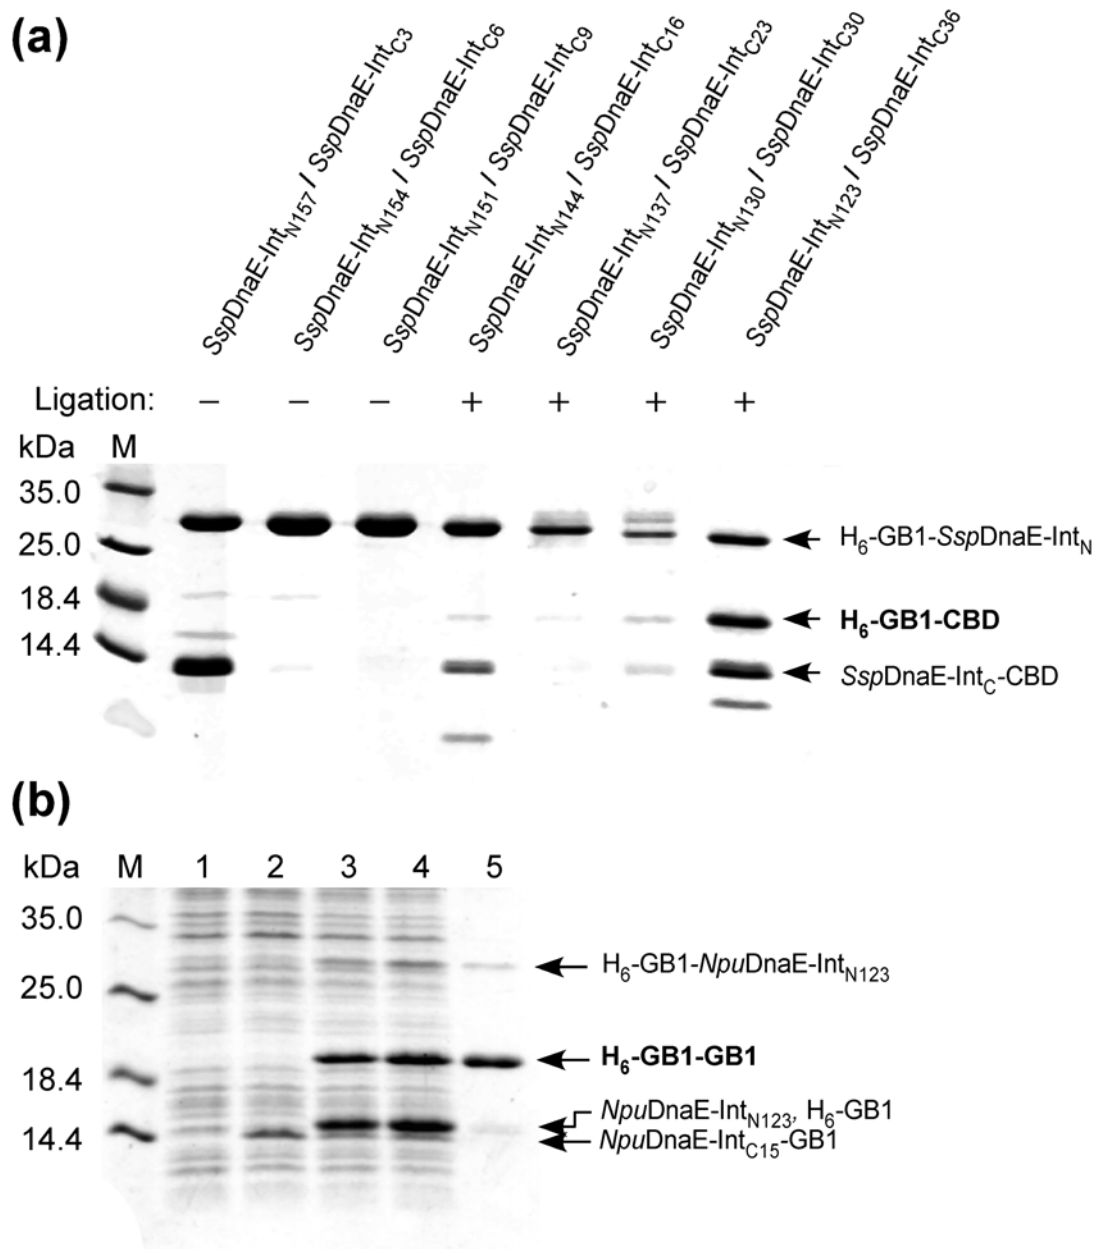 (a)
SspDnaE-IntN157 / SspDnaE-IntC3
SspDnaE-IntN154 / SspDnaE-IntC6
SspDnaE-IntN151 / SspDnaE-IntC9
SspDnaE-IntN144 / SspDnaE-IntC16
SspDnaE-IntN137 / SspDnaE-IntC23
SspDnaE-IntN130 / SspDnaE-IntC30
SspDnaE-IntN123 / SspDnaE-IntC36
Ligation: – – – + + + +
kDa M
35.0
25.0
18.4
14.4
H6-GB1-SspDnaE-IntN
H6-GB1-CBD
SspDnaE-IntC-CBD
(b)
kDa M 1 2 3 4 5
35.0
25.0
18.4
14.4
H6-GB1-NpuDnaE-IntN123
H6-GB1-GB1
NpuDnaE-IntN123, H6-GB1
NpuDnaE-IntC15-GB1